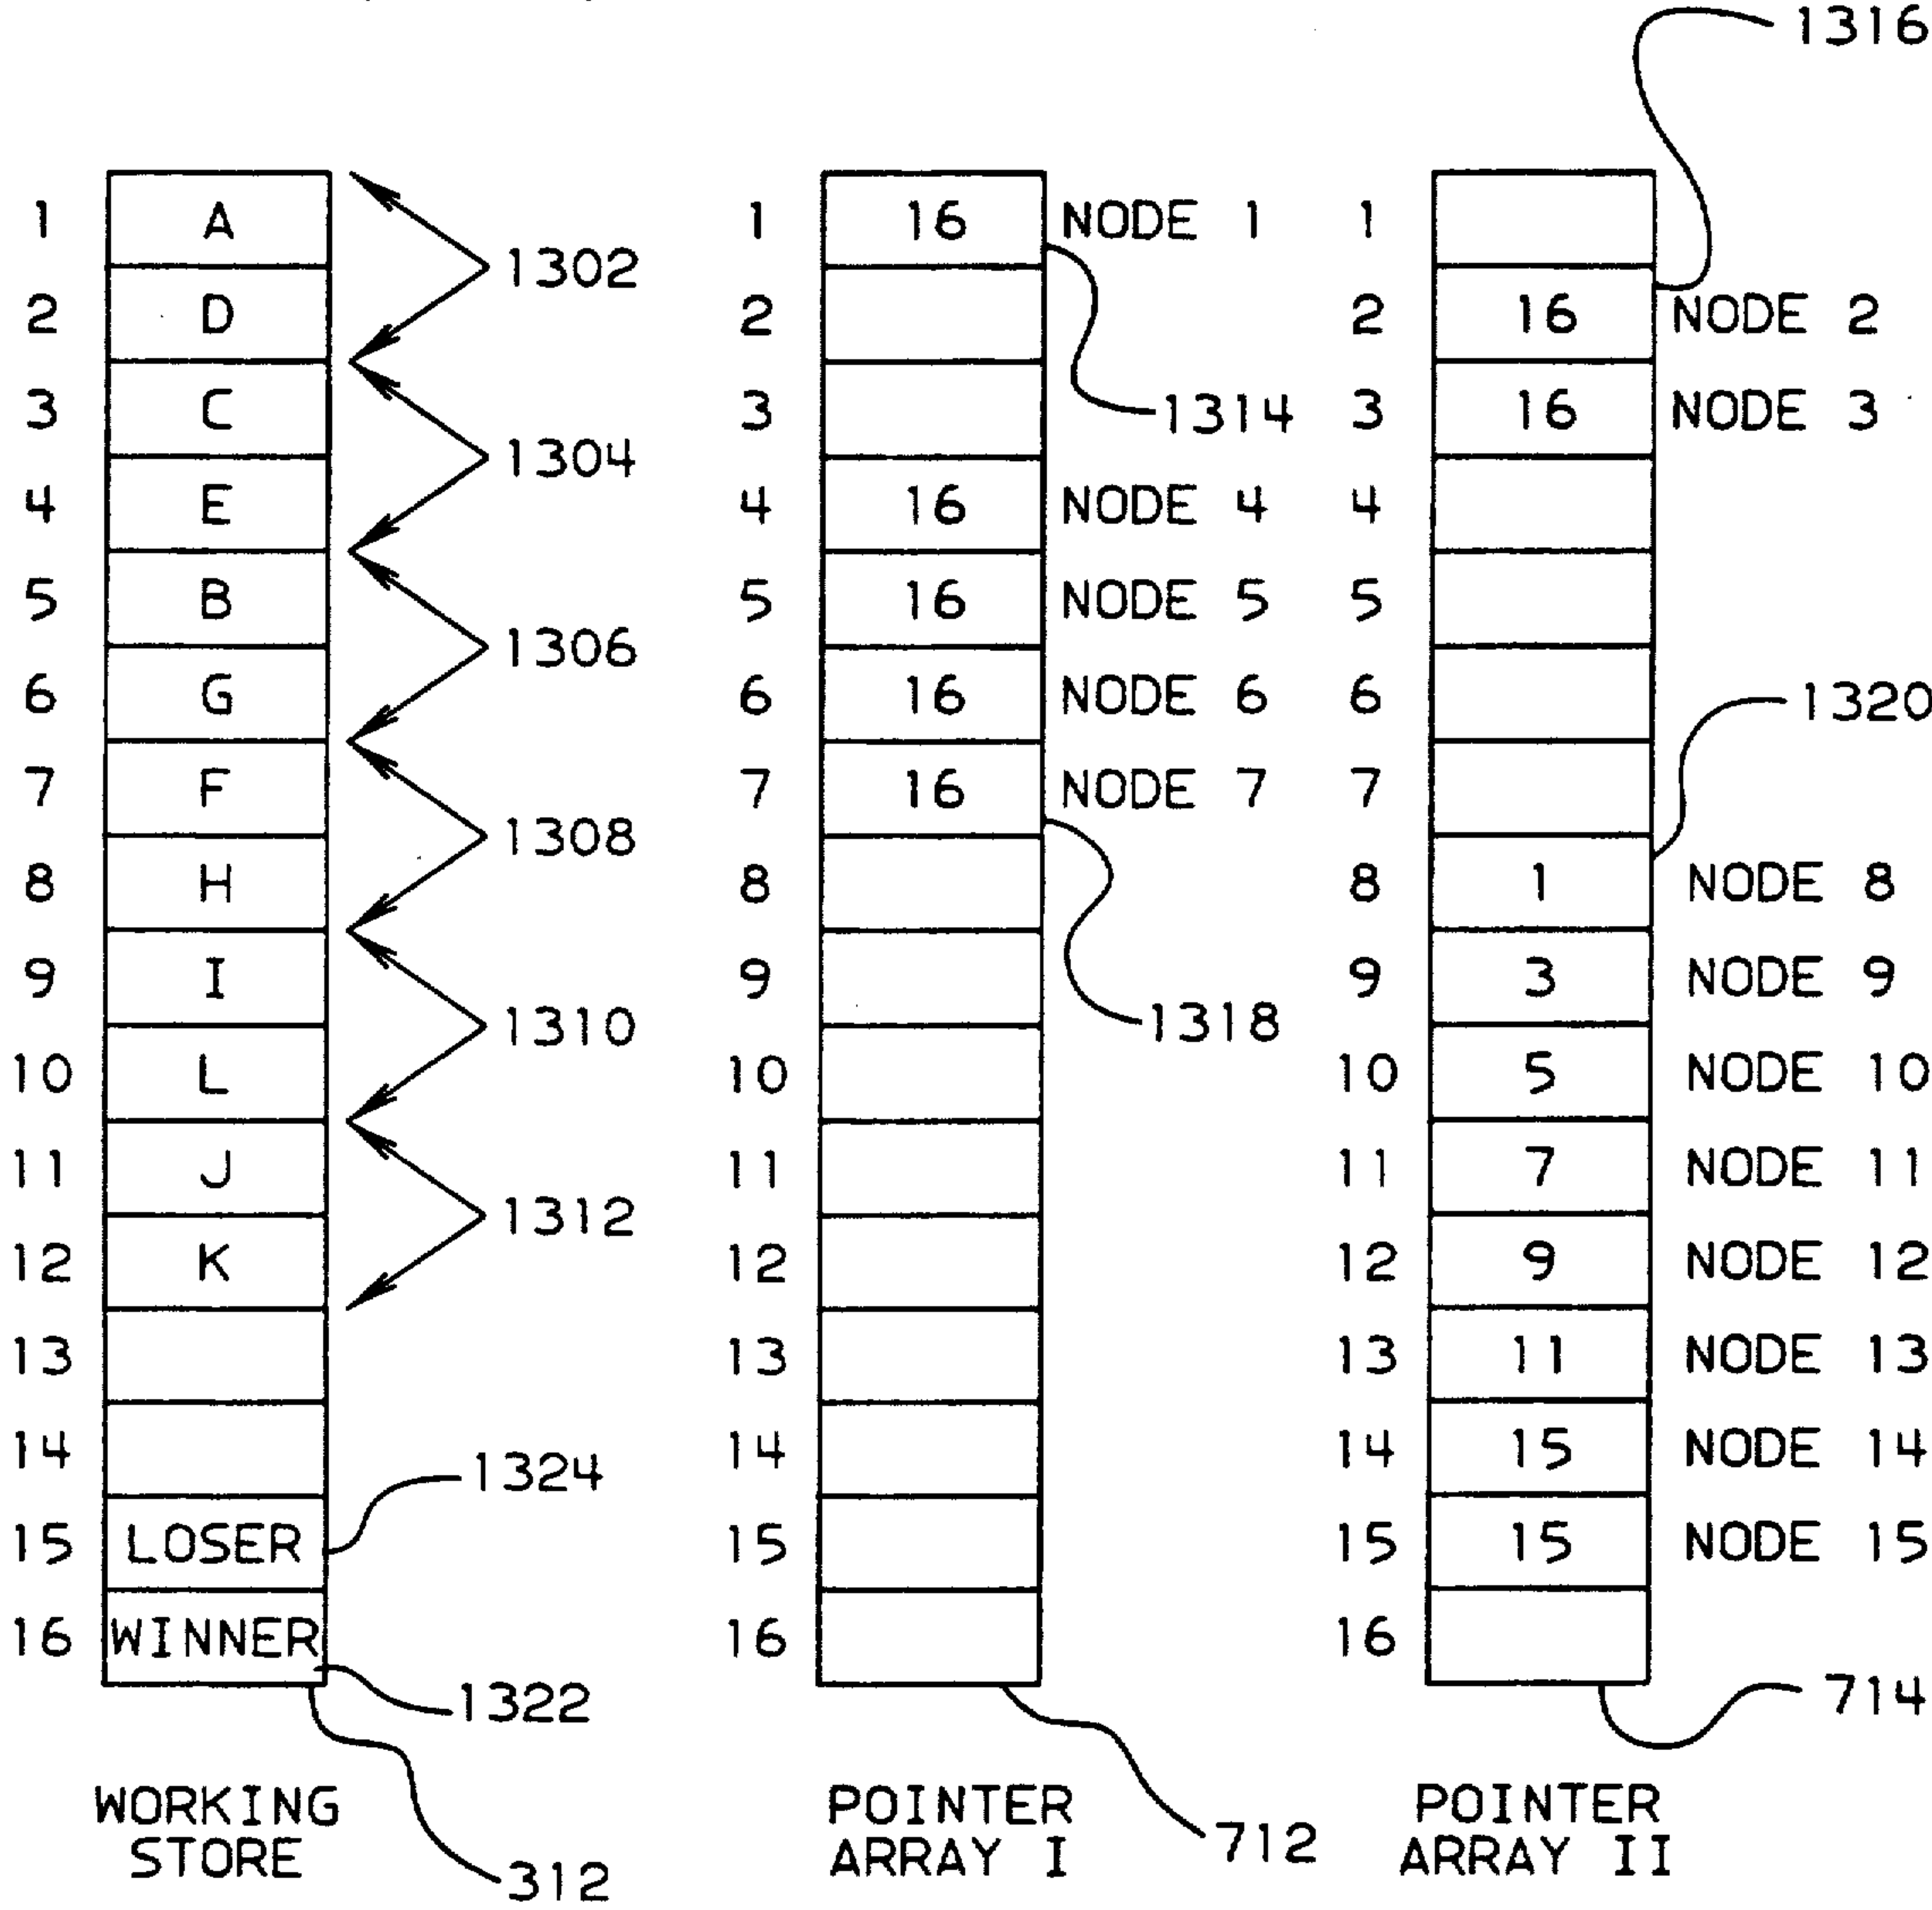 1316
1 A 1 16 NODE 1 1
1302
2 D 2 2 16 NODE 2
3 C 3 1314 3 16 NODE 3
1304
4 E 4 16 NODE 4 4
5 B 5 16 NODE 5 5
1306
6 G 6 16 NODE 6 6 1320
7 F 7 16 NODE 7 7
1308
8 H 8 8 1 NODE 8
9 I 9 9 3 NODE 9
1310 1318
10 L 10 10 5 NODE 10
11 J 11 11 7 NODE 11
1312
12 K 12 12 9 NODE 12
13 13 13 11 NODE 13
14 14 14 15 NODE 14
1324
15 LOSER 15 15 15 NODE 15
16 WINNER 16 16
1322 714
WORKING STORE
POINTER ARRAY I
POINTER ARRAY II
712
312